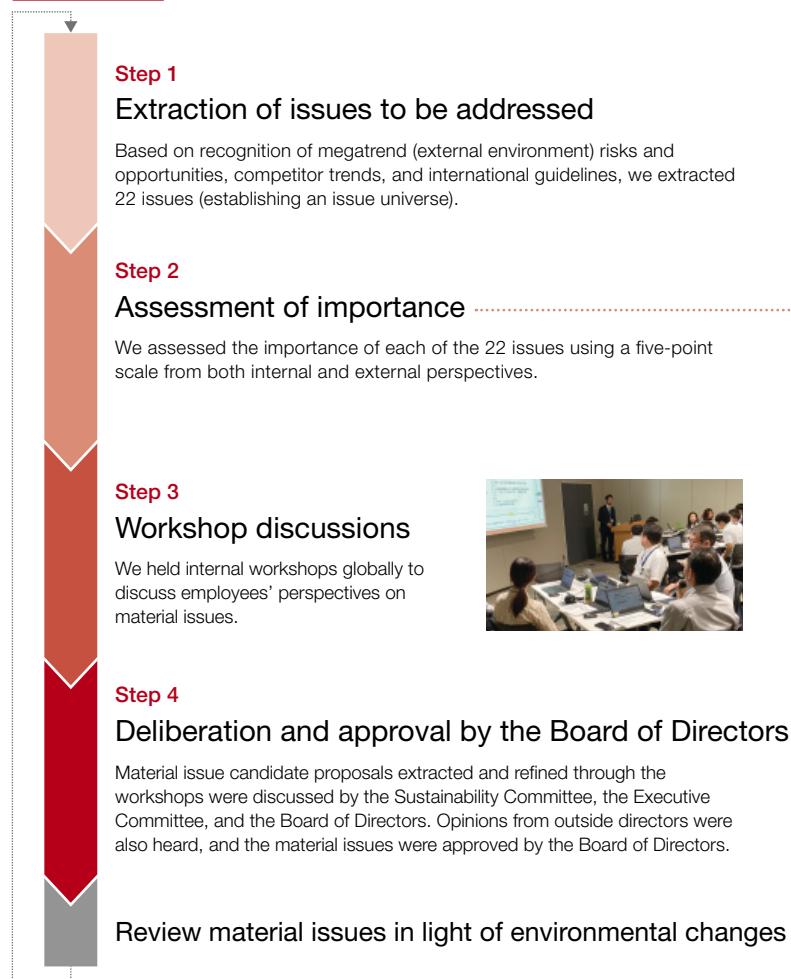 Step 1
Extraction of issues to be addressed
Based on recognition of megatrend (external environment) risks and
opportunities, competitor trends, and international guidelines, we extracted
22 issues (establishing an issue universe).
Step 2
Assessment of importance
We assessed the importance of each of the 22 issues using a five-point
scale from both internal and external perspectives.
Step 3
Workshop discussions
We held internal workshops globally to
discuss employees’ perspectives on
material issues.
Step 4
Deliberation and approval by the Board of Directors
Material issue candidate proposals extracted and refined through the
workshops were discussed by the Sustainability Committee, the Executive
Committee, and the Board of Directors. Opinions from outside directors were
also heard, and the material issues were approved by the Board of Directors.
Review material issues in light of environmental changes